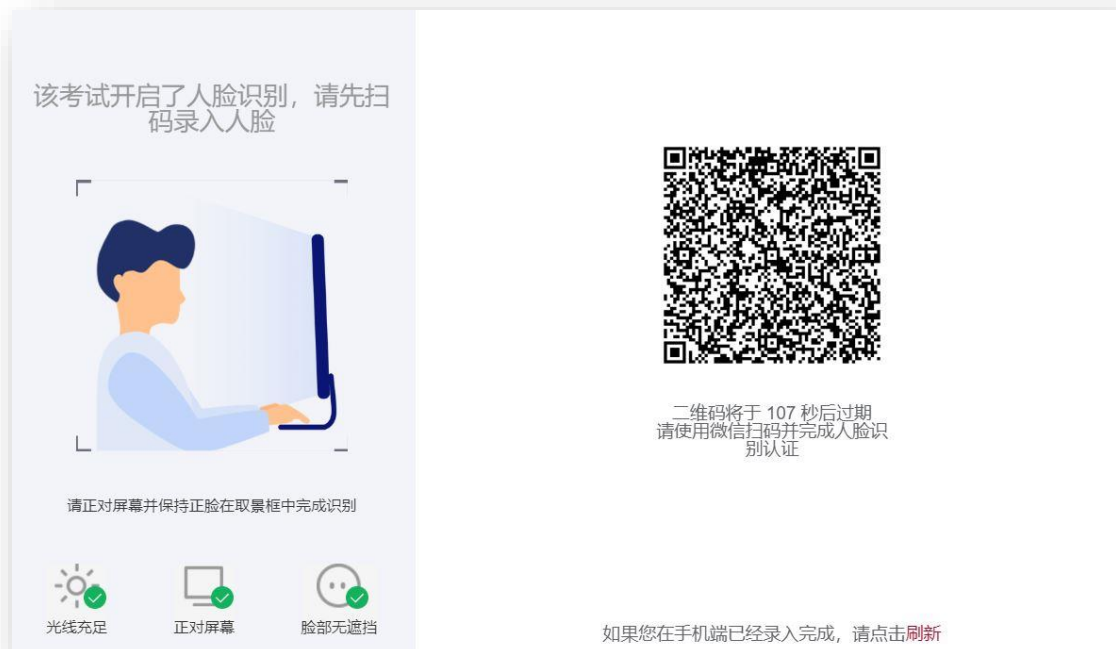 该考试开启了人脸识别，请先扫
码录入人脸
请正对屏幕并保持正脸在取景框中完成识别
光线充足
正对屏幕
脸部无遮挡
二维码将于 107 秒后过期
请使用微信扫码并完成人脸识
别认证
如果您在手机端已经录入完成，请点击刷新